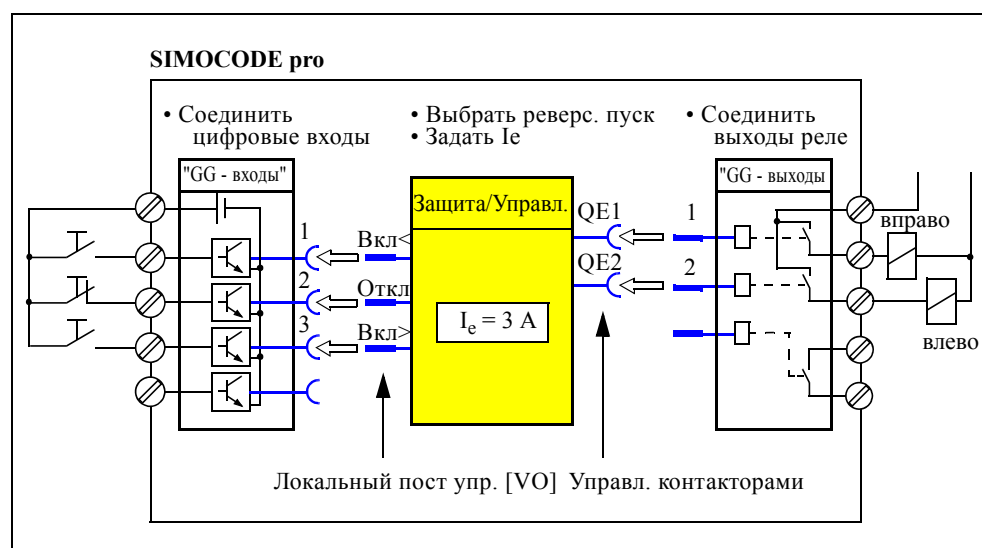 SIMOCODE pro
• Соединить
цифровые входы
• Выбрать реверс. пуск
• Задать Ie
• Соединить
выходы реле
"GG - входы"
Защита/Управл.
"GG - выходы
1
Вкл<
2
Откл
3
Вкл>
I_e = 3 A
QE1
1
QE2
2
вправо
влево
Локальный пост упр. [VO] Управл. контакторами